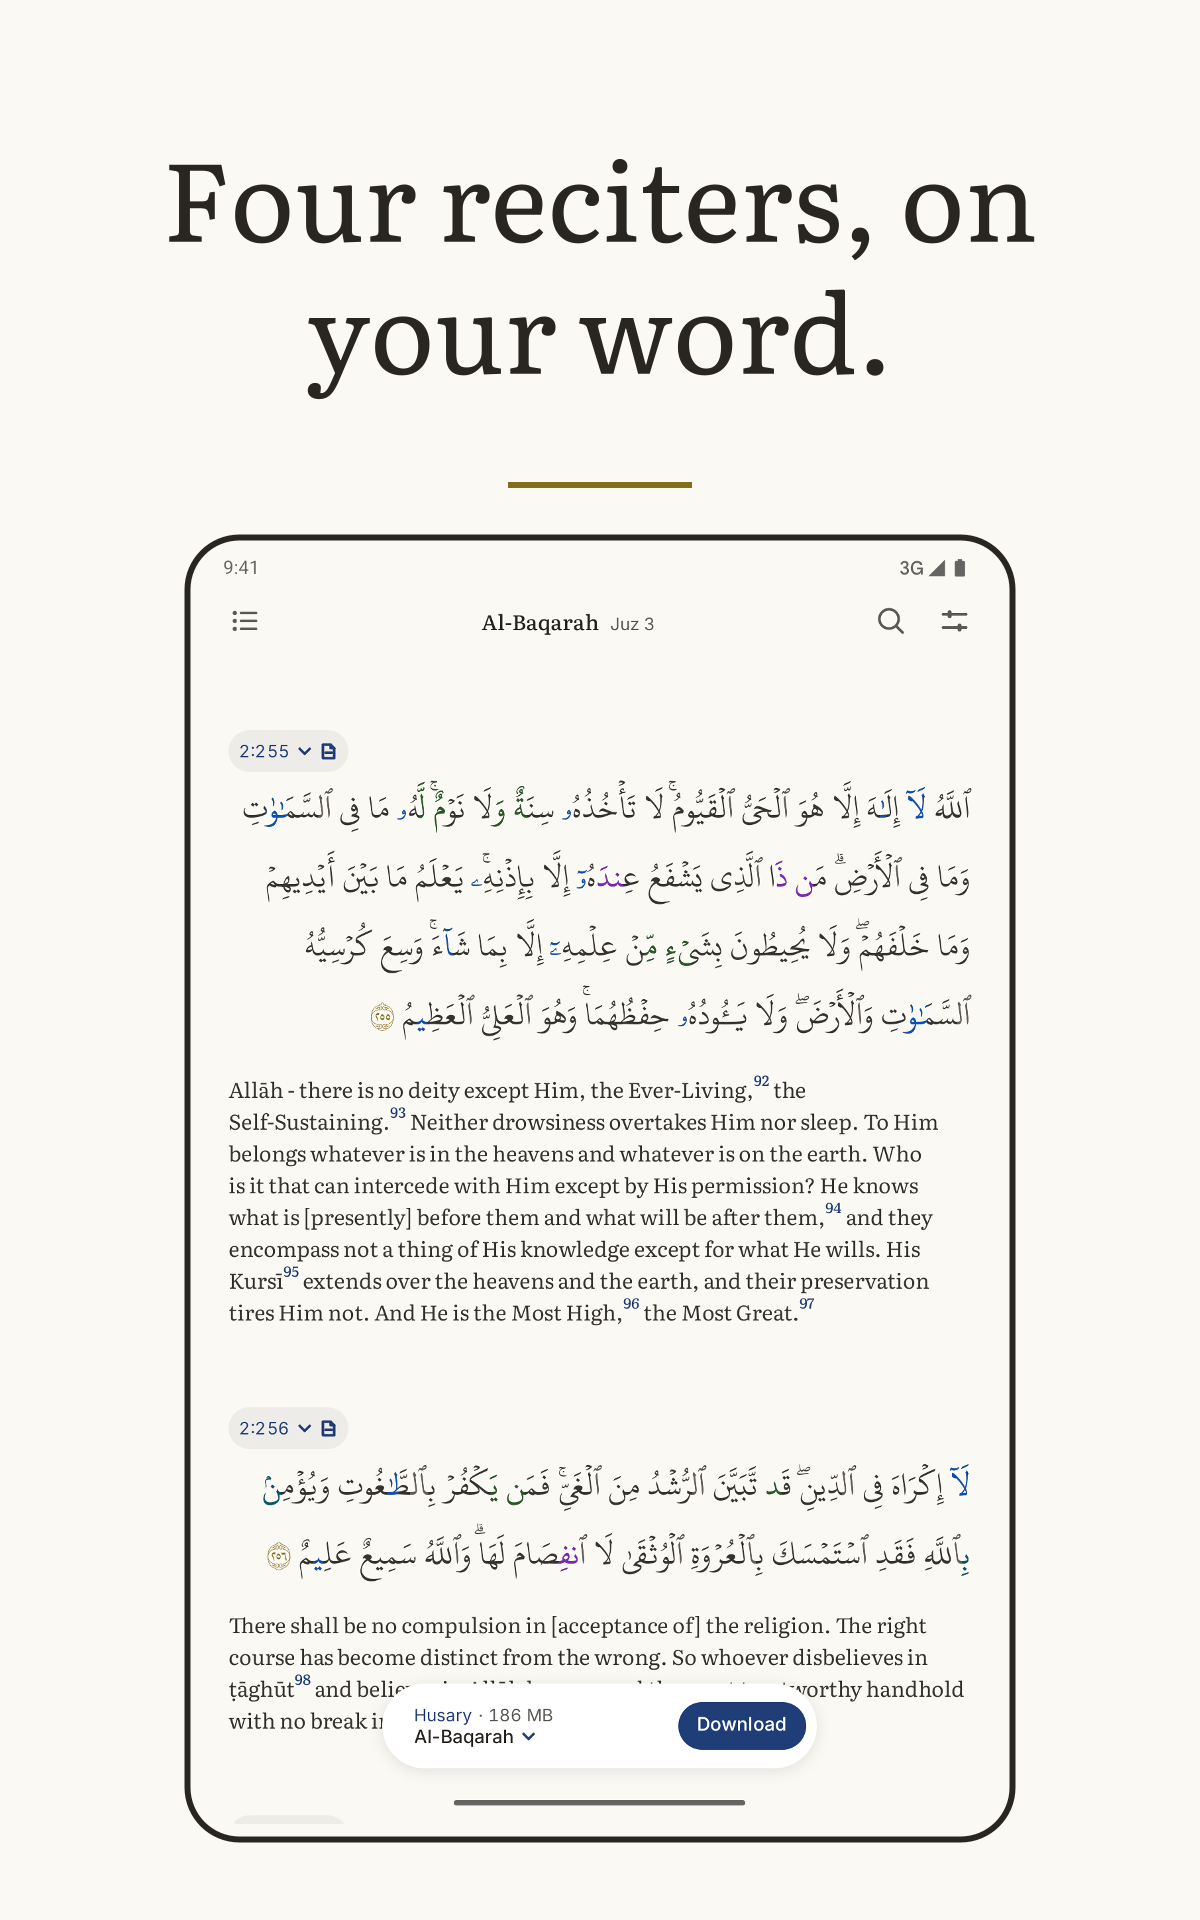 Four reciters, on
your word.
9:41
3G
Al-Baqarah Juz 3
2:255
ٱللَّهُ لَآ إِلَـٰهَ إِلَّا هُوَ ٱلْحَىُّ ٱلْقَيُّومُ ۚ لَا تَأْخُذُهُۥ سِنَةٌ وَلَا نَوْمٌ ۚ لَّهُۥ مَا فِى ٱلسَّمَـٰوَٰتِ
وَمَا فِى ٱلْأَرْضِ ۗ مَن ذَا ٱلَّذِى يَشْفَعُ عِندَهُۥٓ إِلَّا بِإِذْنِهِۦ ۚ يَعْلَمُ مَا بَيْنَ أَيْدِيهِمْ
وَمَا خَلْفَهُمْ ۖ وَلَا يُحِيطُونَ بِشَىْءٍ مِّنْ عِلْمِهِۦٓ إِلَّا بِمَا شَآءَ ۚ وَسِعَ كُرْسِيُّهُ
ٱلسَّمَـٰوَٰتِ وَٱلْأَرْضَ ۖ وَلَا يَـُٔودُهُۥ حِفْظُهُمَا ۚ وَهُوَ ٱلْعَلِىُّ ٱلْعَظِيمُ ٢٥٥
Allāh - there is no deity except Him, the Ever-Living,92 the
Self-Sustaining.93 Neither drowsiness overtakes Him nor sleep. To Him
belongs whatever is in the heavens and whatever is on the earth. Who
is it that can intercede with Him except by His permission? He knows
what is [presently] before them and what will be after them,94 and they
encompass not a thing of His knowledge except for what He wills. His
Kursī95 extends over the heavens and the earth, and their preservation
tires Him not. And He is the Most High,96 the Most Great.97
2:256
لَآ إِكْرَاهَ فِى ٱلدِّينِ ۖ قَد تَّبَيَّنَ ٱلرُّشْدُ مِنَ ٱلْغَىِّ ۚ فَمَن يَكْفُرْ بِٱلطَّـٰغُوتِ وَيُؤْمِنۢ
بِٱللَّهِ فَقَدِ ٱسْتَمْسَكَ بِٱلْعُرْوَةِ ٱلْوُثْقَىٰ لَا ٱنفِصَامَ لَهَا ۗ وَٱللَّهُ سَمِيعٌ عَلِيمٌ ٢٥٦
There shall be no compulsion in [acceptance of] the religion. The right
course has become distinct from the wrong. So whoever disbelieves in
ṭāghūt98 and worthy handhold
with no break
Husary · 186 MB
Al-Baqarah
Download